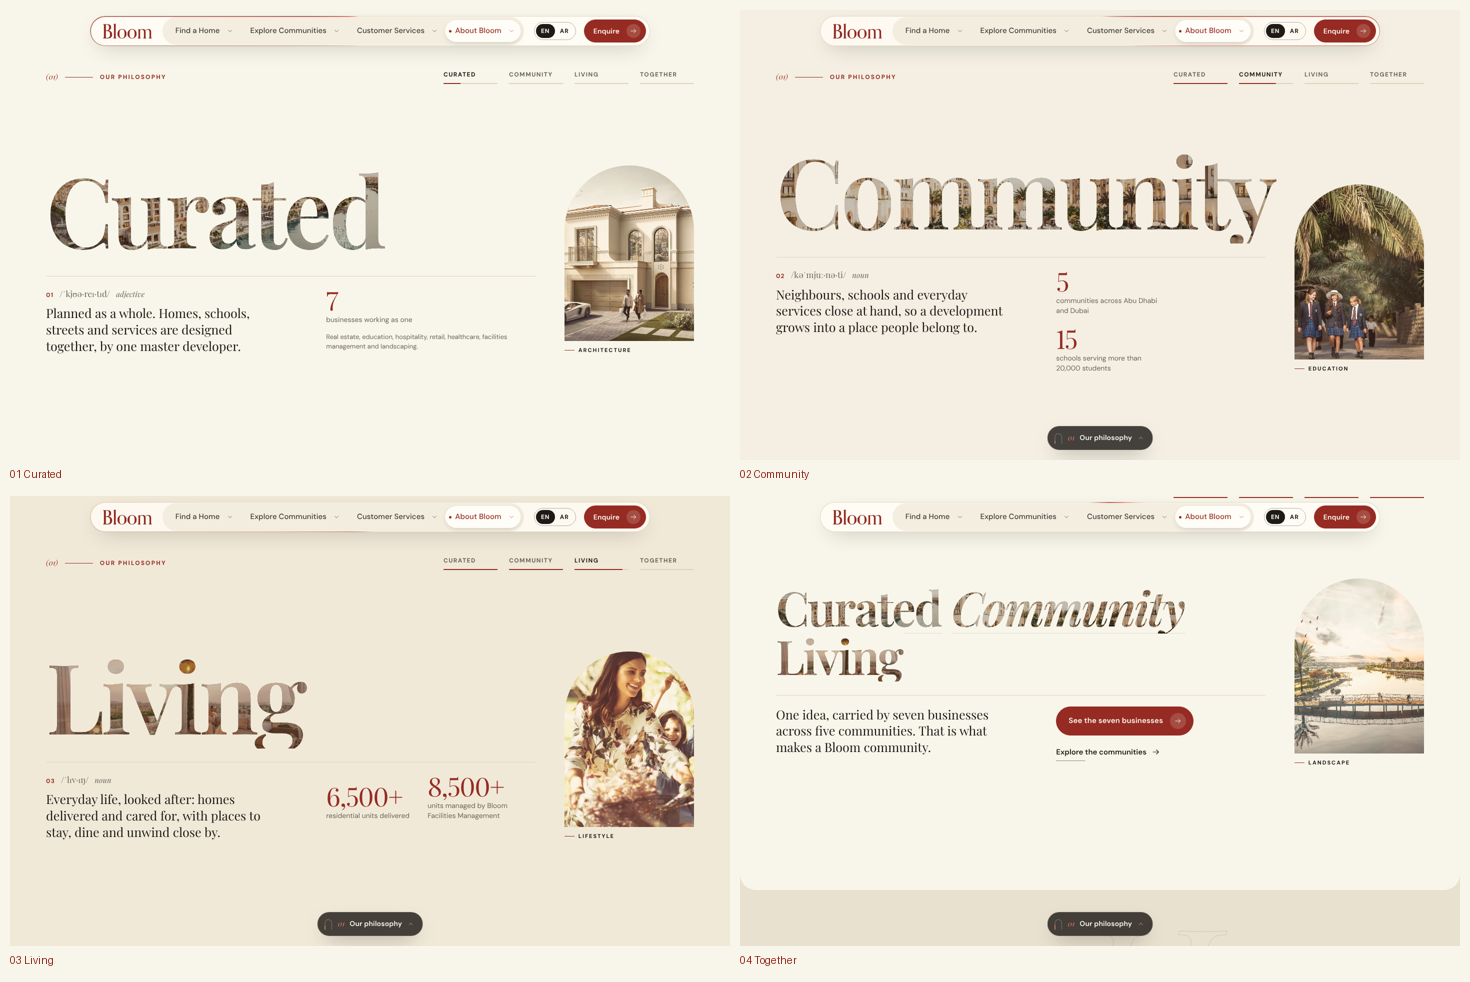 Bloom Find a Home Explore Communities Customer Services About Bloom EN AR Enquire
(01) OUR PHILOSOPHY CURATED COMMUNITY LIVING TOGETHER
Curated
01 adjective
Planned as a whole. Homes, schools,
streets and services are designed
together, by one master developer.
7
businesses working as one
Real estate, education, hospitality, retail, healthcare, facilities
management and landscaping.
ARCHITECTURE
01 Curated
Bloom Find a Home Explore Communities Customer Services About Bloom EN AR Enquire
(01) OUR PHILOSOPHY CURATED COMMUNITY LIVING TOGETHER
Community
02 noun
Neighbours, schools and everyday
services close at hand, so a development
grows into a place people belong to.
5
communities across Abu Dhabi
and Dubai
15
schools serving more than
20,000 students
EDUCATION
01 Our philosophy
02 Community
Bloom Find a Home Explore Communities Customer Services About Bloom EN AR Enquire
(01) OUR PHILOSOPHY CURATED COMMUNITY LIVING TOGETHER
Living
03 noun
Everyday life, looked after: homes
delivered and cared for, with places to
stay, dine and unwind close by.
6,500+
residential units delivered
8,500+
units managed by Bloom
Facilities Management
LIFESTYLE
01 Our philosophy
03 Living
Bloom Find a Home Explore Communities Customer Services About Bloom EN AR Enquire
Curated Community
Living
One idea, carried by seven businesses
across five communities. That is what
makes a Bloom community.
See the seven businesses
Explore the communities
LANDSCAPE
01 Our philosophy
04 Together